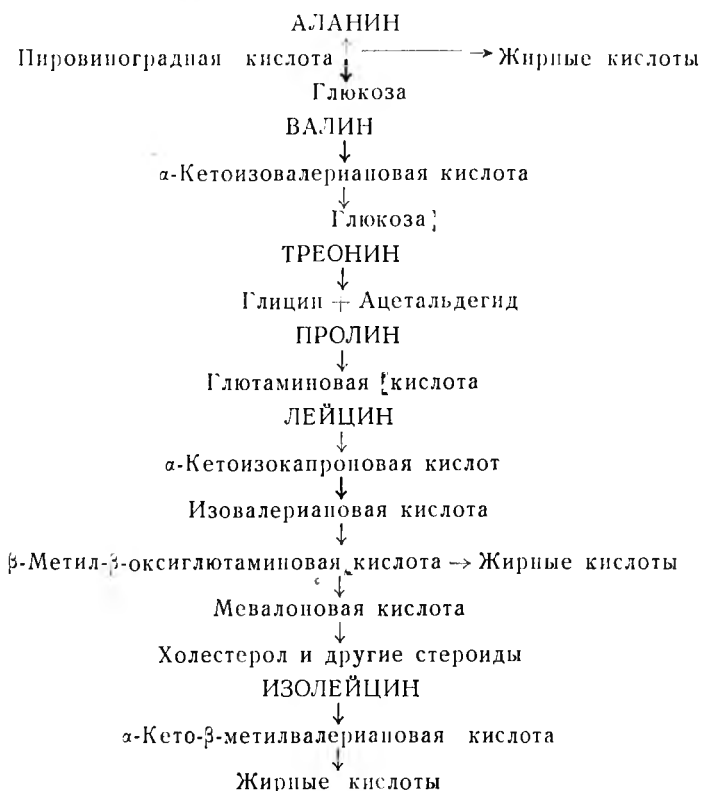 АЛАНИН
Пировиноградная кислота → Жирные кислоты
↓
Глюкоза
ВАЛИН
↓
α-Кетоизовалериановая кислота
↓
Глюкоза
ТРЕОНИН
↓
Глицин + Ацетальдегид
ПРОЛИН
↓
Глютаминовая кислота
ЛЕЙЦИН
↓
α-Кетоизокапроновая кислот
↓
Изовалериановая кислота
↓
β-Метил-β-оксиглютаминовая кислота → Жирные кислоты
↓
Мевалоновая кислота
↓
Холестерол и другие стероиды
ИЗОЛЕЙЦИН
↓
α-Кето-β-метилвалериановая кислота
↓
Жирные кислоты